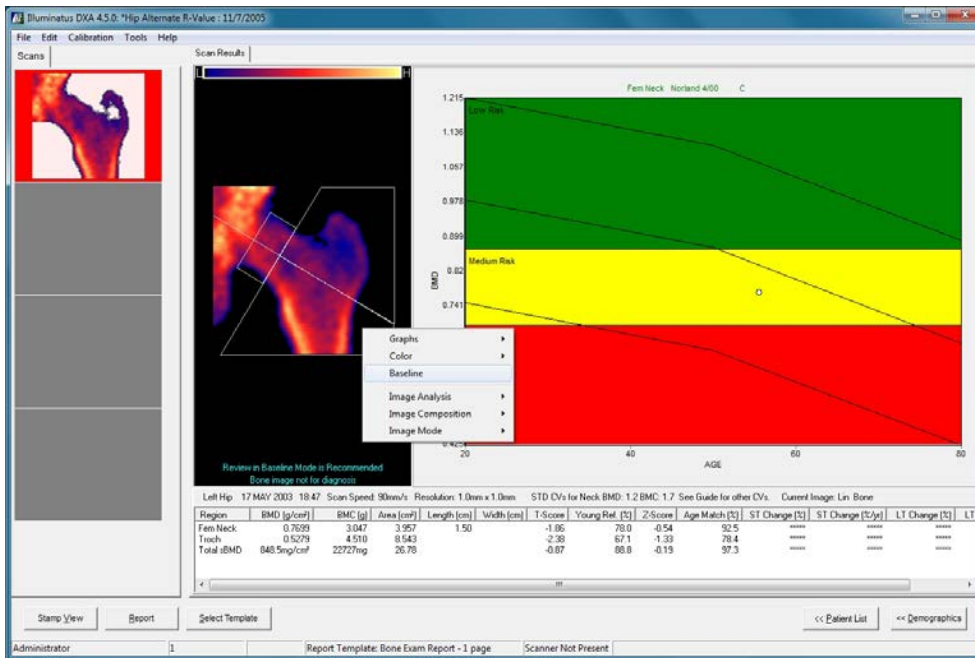 Illuminatus DXA 4.5.0: *Hip Alternate R-Value : 11/7/2005
File Edit Calibration Tools Help
Scans
Scan Results
L H
Fem Neck Norland 4/00 C
1.215
Low Risk
1.136
1.057
0.978
0.899
Medium Risk
0.82
BMD
0.741
Graphs
Color
Baseline
Image Analysis
Image Composition
Image Mode
20 40 60 80
AGE
Review in Baseline Mode is Recommended
Bone image not for diagnosis
Left Hip 17 MAY 2003 18:47 Scan Speed: 90mm/s Resolution: 1.0mm x 1.0mm STD CVs for Neck BMD: 1.2 BMC: 1.7 See Guide for other CVs. Current Image: Lin Bone
Region BMD [g/cm²] BMC [g] Area [cm²] Length [cm] Width [cm] T-Score Young Ref. [%] Z-Score Age Match [%] ST Change [%] ST Change [%/yr] LT Change [%] LT
Fem Neck 0.7699 3.047 3.957 1.50 -1.86 78.0 -0.54 92.5 ***** ***** *****
Troch 0.5279 4.510 8.543 -2.38 67.1 -1.33 78.4 ***** ***** *****
Total sBMD 848.5mg/cm² 22727mg 26.78 -0.87 88.8 -0.19 97.3 ***** ***** *****
Stamp View Report Select Template << Patient List << Demographics
Administrator 1 Report Template: Bone Exam Report - 1 page Scanner Not Present